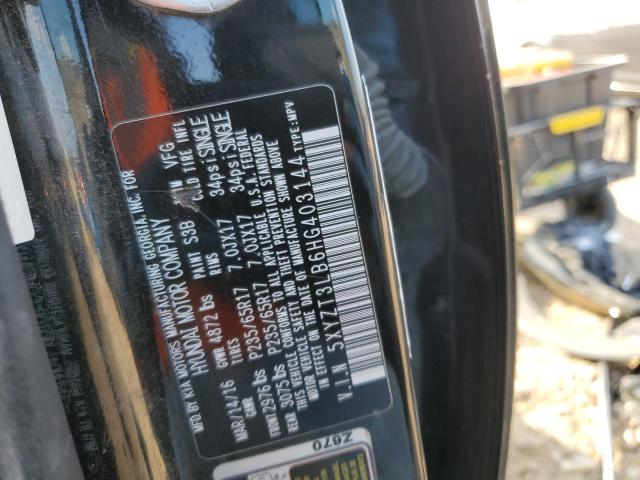 MFD BY KIA MOTORS MANUFACTURING GEORGIA, INC. FOR
HYUNDAI MOTOR COMPANY
MAR/14/16 GVWR 4872 lbs PAINT S3B TM VFG
GAWR TIRES RIMS COLD TIRE INFL
FRONT 2976 lbs P235/65R17 7.0JX17 34psi/SINGLE
REAR 3075 lbs P235/65R17 7.0JX17 34psi/SINGLE
THIS VEHICLE CONFORMS TO ALL APPLICABLE U.S. FEDERAL
MOTOR VEHICLE SAFETY AND THEFT PREVENTION STANDARDS
IN EFFECT ON THE DATE OF MANUFACTURE SHOWN ABOVE
V.I.N: 5XYZT3LB6HG403144 TYPE:MPV
Z670